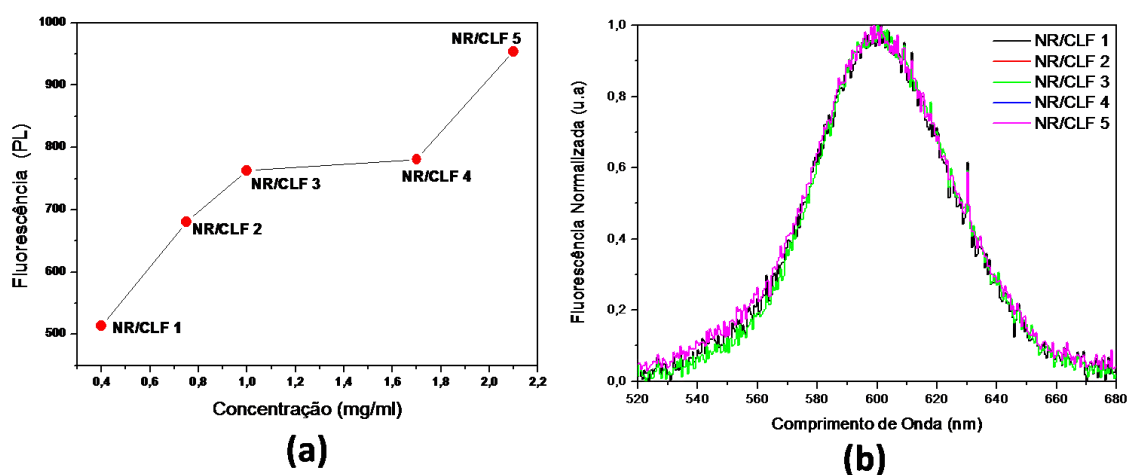 Fluorescência (PL)
1000
900
800
700
600
500
NR/CLF 5
NR/CLF 3
NR/CLF 4
NR/CLF 2
NR/CLF 1
0,4 0,6 0,8 1,0 1,2 1,4 1,6 1,8 2,0 2,2
Concentração (mg/ml)
(a)
Fluorescência Normalizada (u.a)
1,0
0,8
0,6
0,4
0,2
0,0
NR/CLF 1
NR/CLF 2
NR/CLF 3
NR/CLF 4
NR/CLF 5
520 540 560 580 600 620 640 660 680
Comprimento de Onda (nm)
(b)